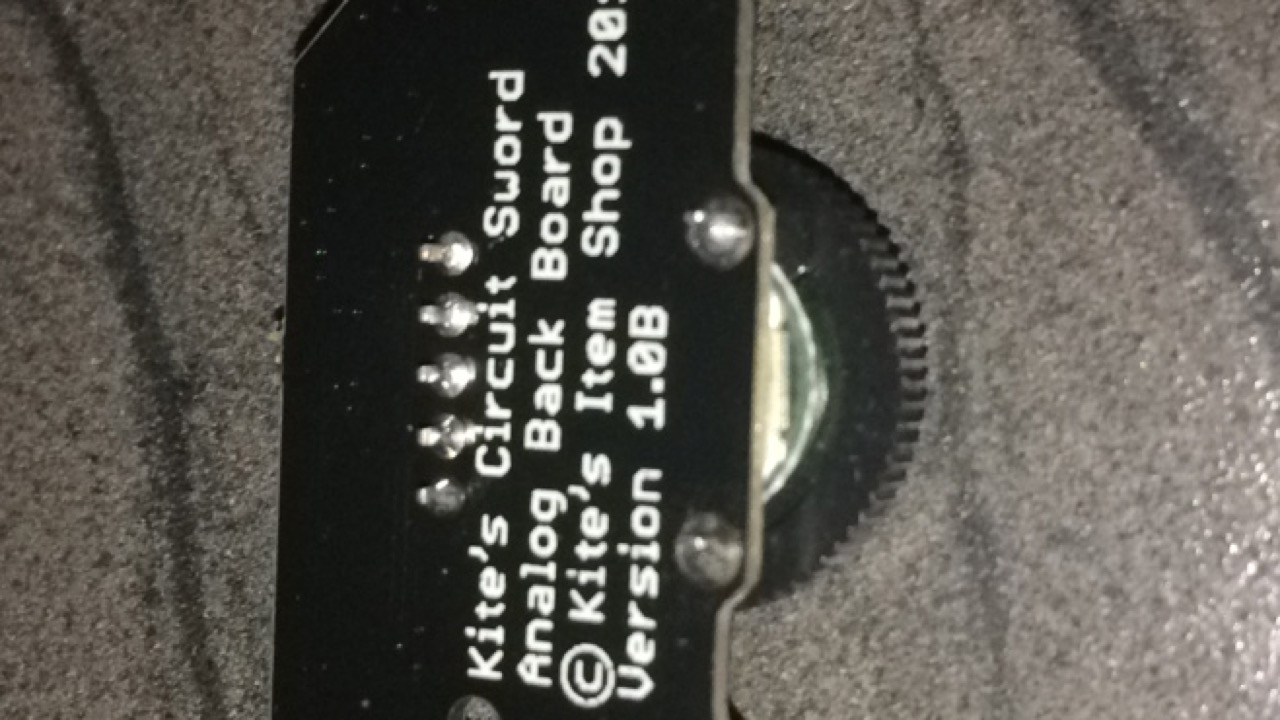 Kite's Circuit Sword
Analog Back Board
© Kite's Item Shop
Version 1.0B